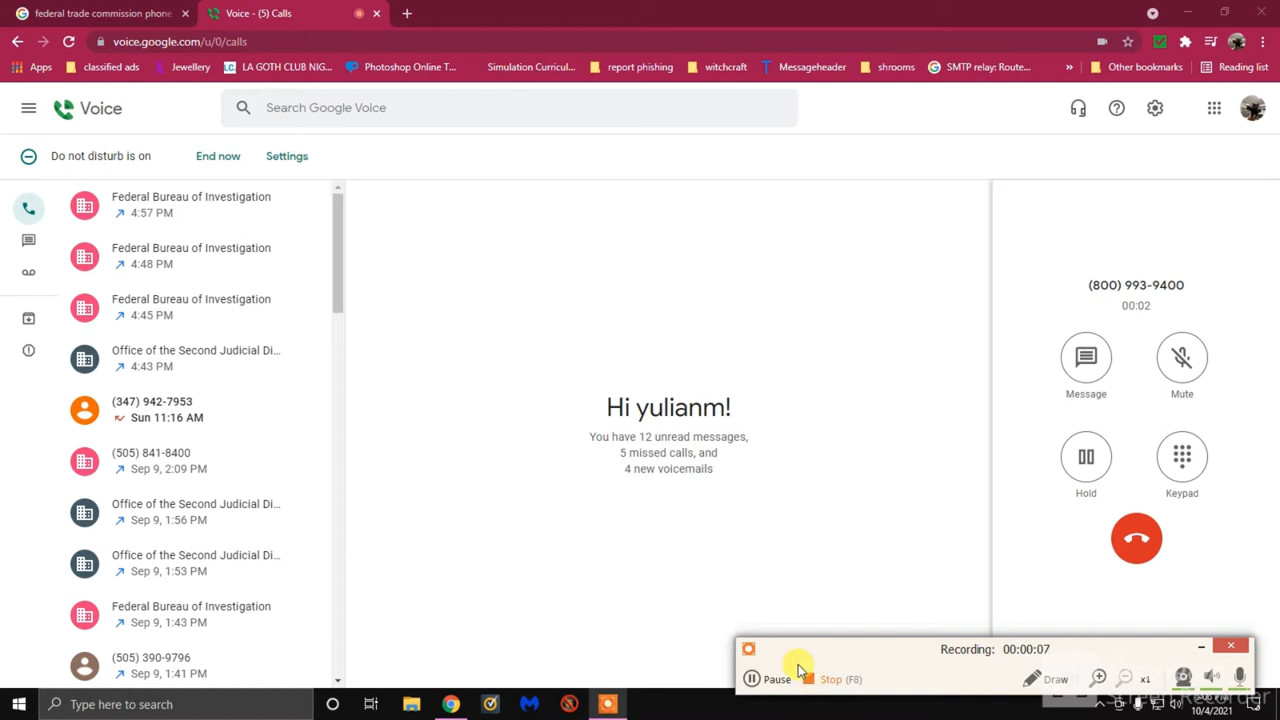 federal trade commission phone
Voice - (5) Calls
voice.google.com/u/0/calls
Apps
classified ads
Jewellery
LA GOTH CLUB NIG...
Photoshop Online T...
Simulation Curricul...
report phishing
witchcraft
Messageheader
shrooms
SMTP relay: Route...
»
Other bookmarks
Reading list
Voice
Search Google Voice
Do not disturb is on
End now
Settings
Federal Bureau of Investigation
4:57 PM
Federal Bureau of Investigation
4:48 PM
Federal Bureau of Investigation
4:45 PM
Office of the Second Judicial Di...
4:43 PM
(347) 942-7953
Sun 11:16 AM
(505) 841-8400
Sep 9, 2:09 PM
Office of the Second Judicial Di...
Sep 9, 1:56 PM
Office of the Second Judicial Di...
Sep 9, 1:53 PM
Federal Bureau of Investigation
Sep 9, 1:43 PM
(505) 390-9796
Sep 9, 1:41 PM
Hi yulianm!
You have 12 unread messages,
5 missed calls, and
4 new voicemails
(800) 993-9400
00:02
Message
Mute
Hold
Keypad
Recording: 00:00:07
Pause
Stop (F8)
Draw
x1
Type here to search
10/4/2021